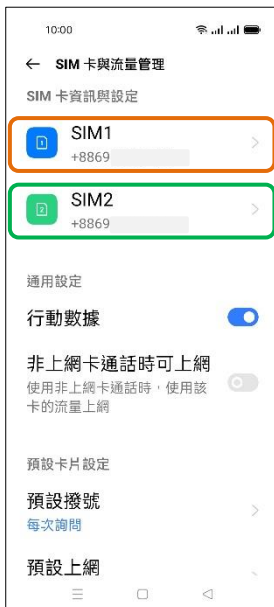 10:00
← SIM 卡與流量管理
SIM 卡資訊與設定
1
SIM1
+8869
2
SIM2
+8869
通用設定
行動數據
非上網卡通話時可上網
使用非上網卡通話時，使用該
卡的流量上網
預設卡片設定
預設撥號
每次詢問
預設上網